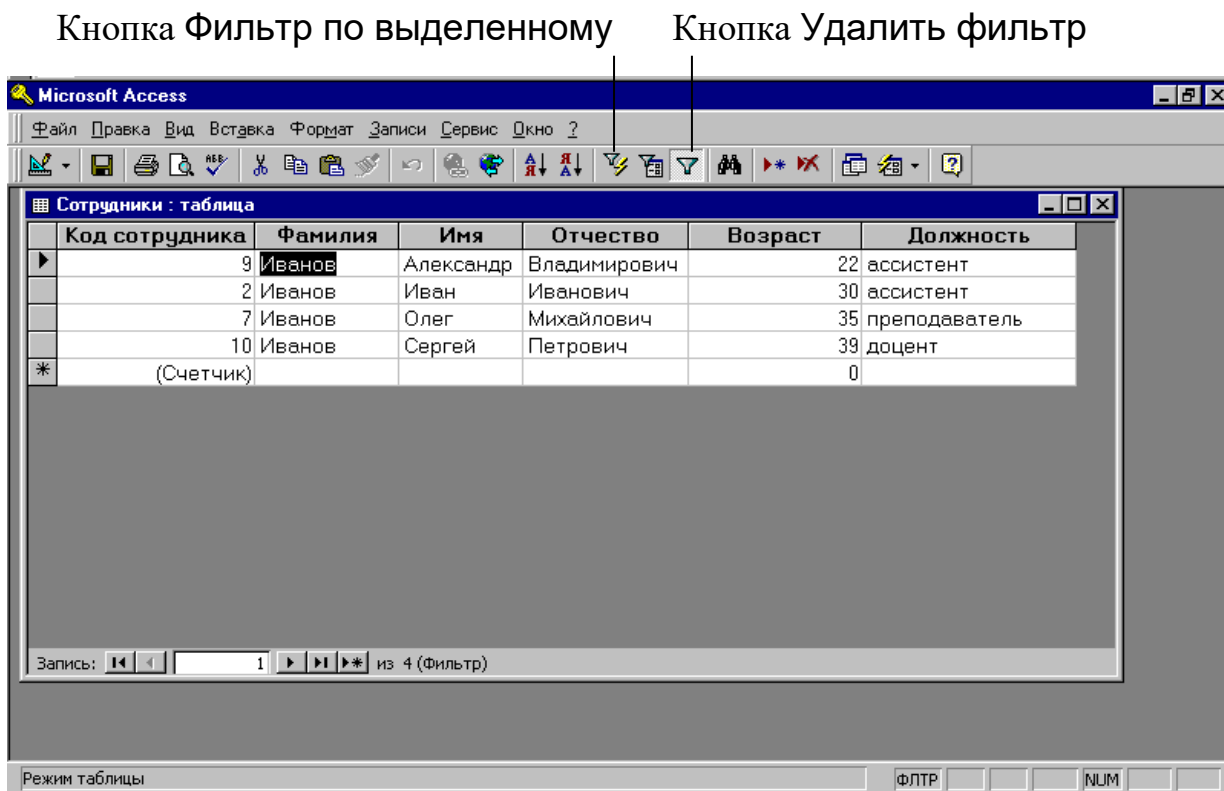 Кнопка Фильтр по выделенному Кнопка Удалить фильтр
Microsoft Access
Файл Правка Вид Вставка Формат Записи Сервис Окно ?
Сотрудники : таблица
Код сотрудника Фамилия Имя Отчество Возраст Должность
9 Иванов Александр Владимирович 22 ассистент
2 Иванов Иван Иванович 30 ассистент
7 Иванов Олег Михайлович 35 преподаватель
10 Иванов Сергей Петрович 39 доцент
(Счетчик) 0
Запись: 1 из 4 (Фильтр)
Режим таблицы ФЛТР NUM